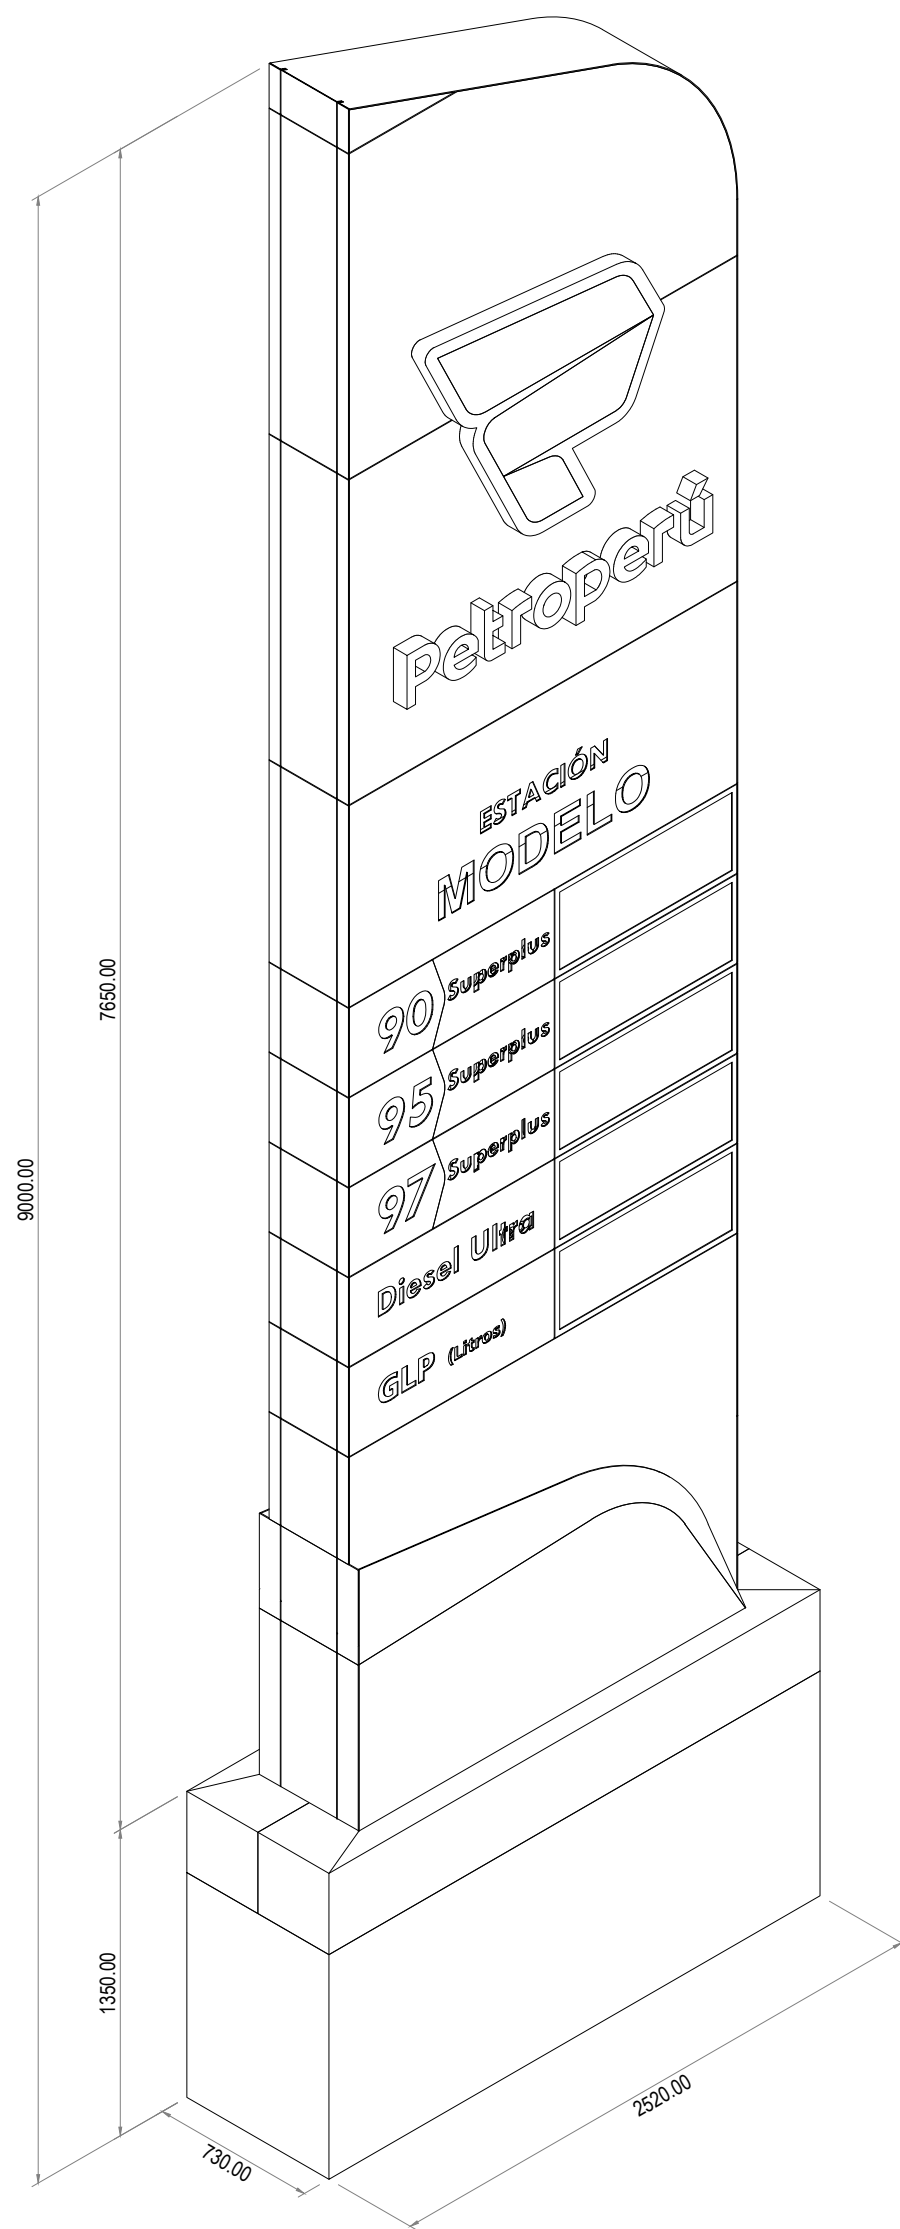 petroperú
ESTACIÓN
MODELO
90 Superplus
95 Superplus
97 Superplus
Diesel Ultra
GLP (Litros)
7650.00
9000.00
1350.00
730.00
2520.00